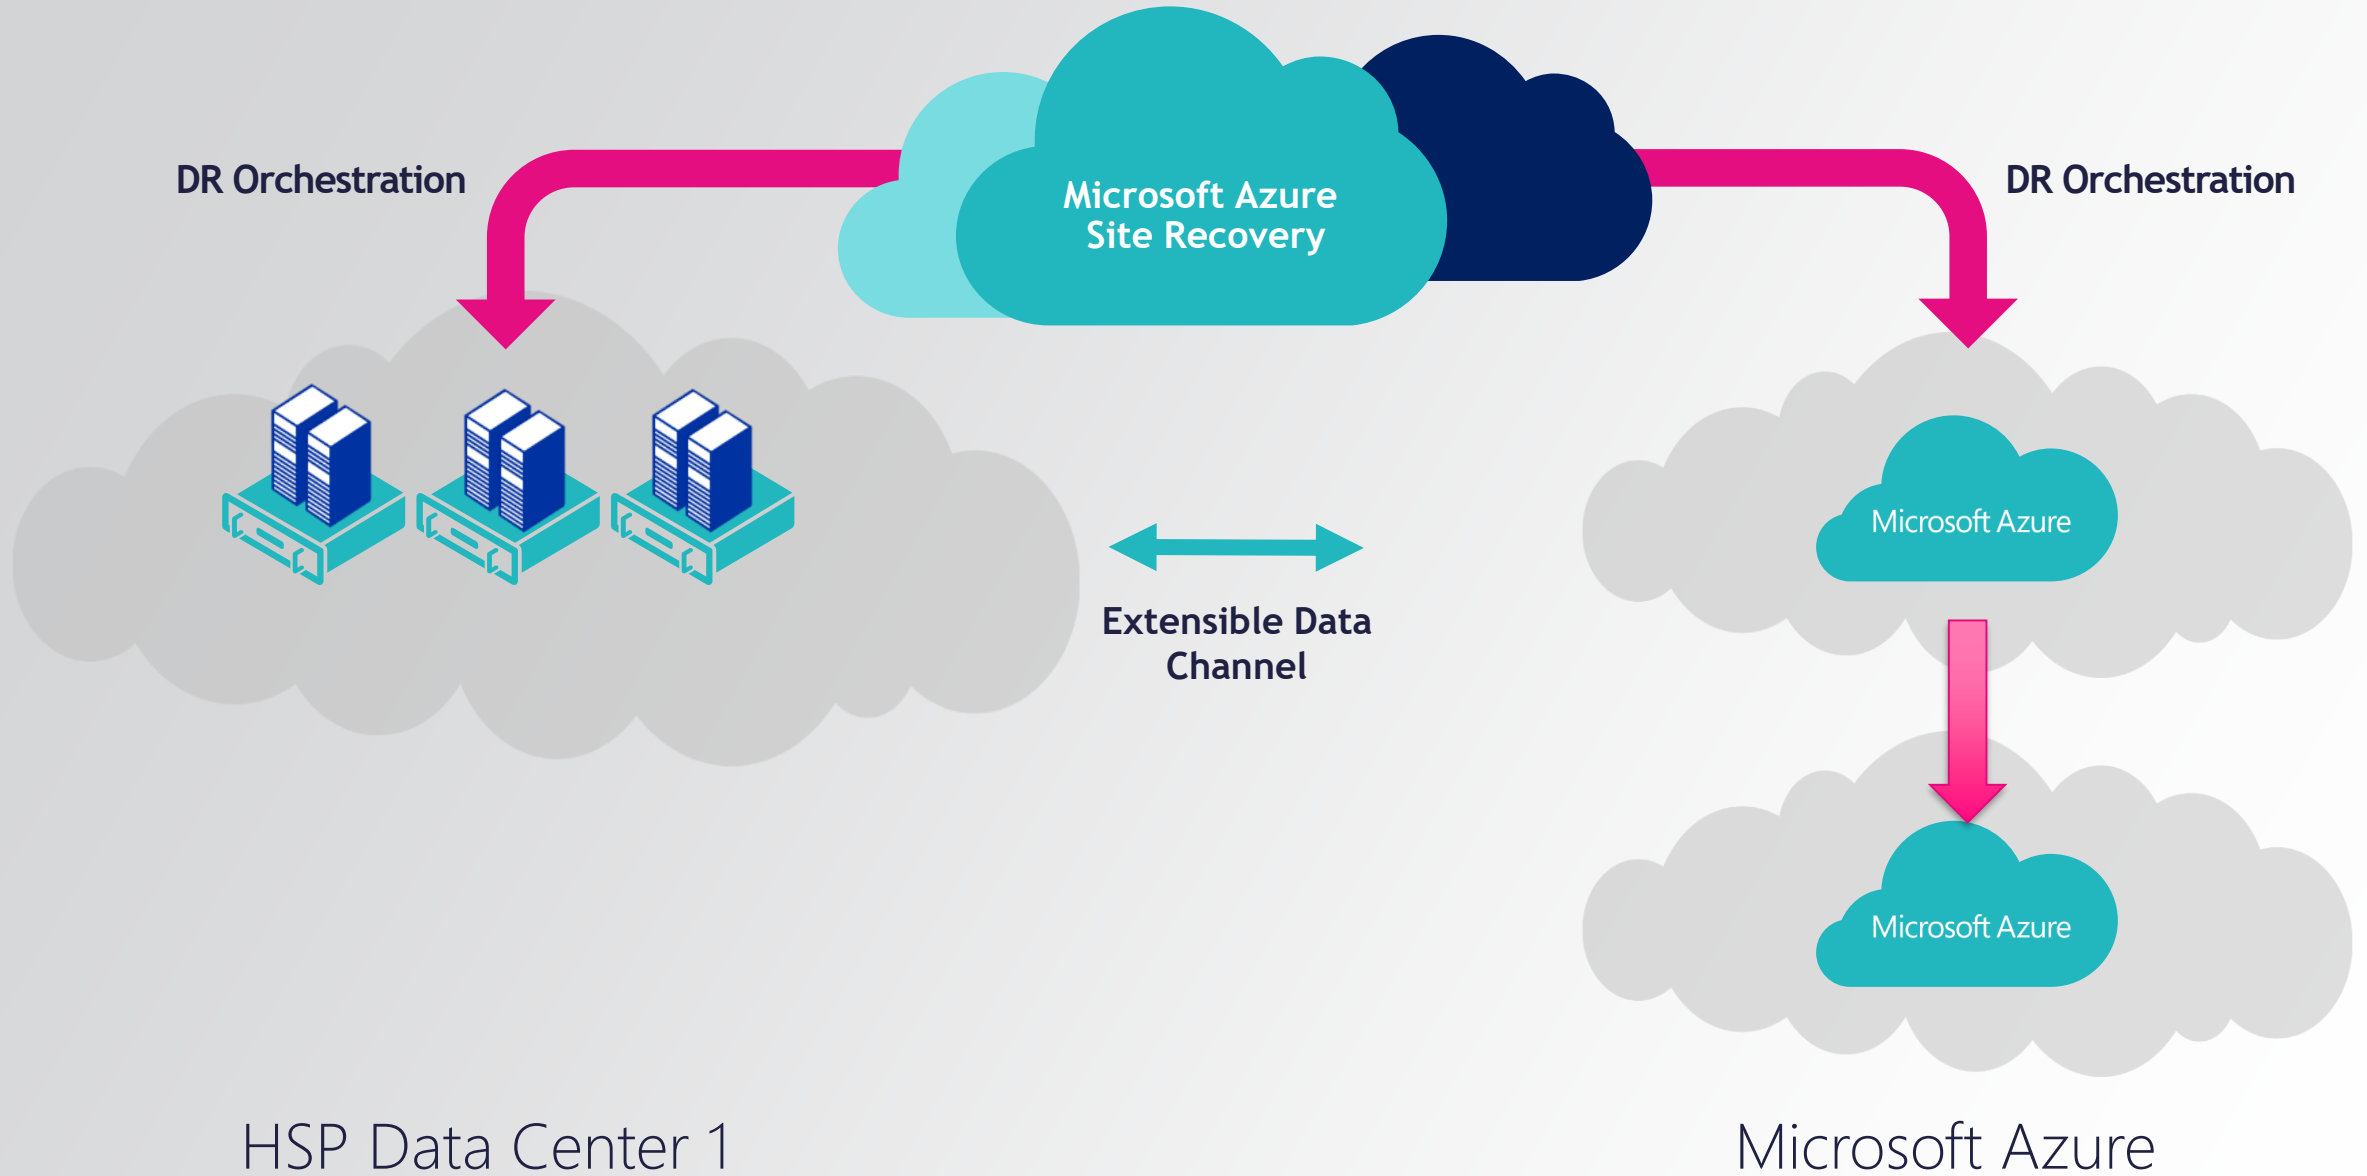 DR Orchestration
Microsoft Azure
Site Recovery
DR Orchestration
Microsoft Azure
Extensible Data
Channel
Microsoft Azure
HSP Data Center 1
Microsoft Azure